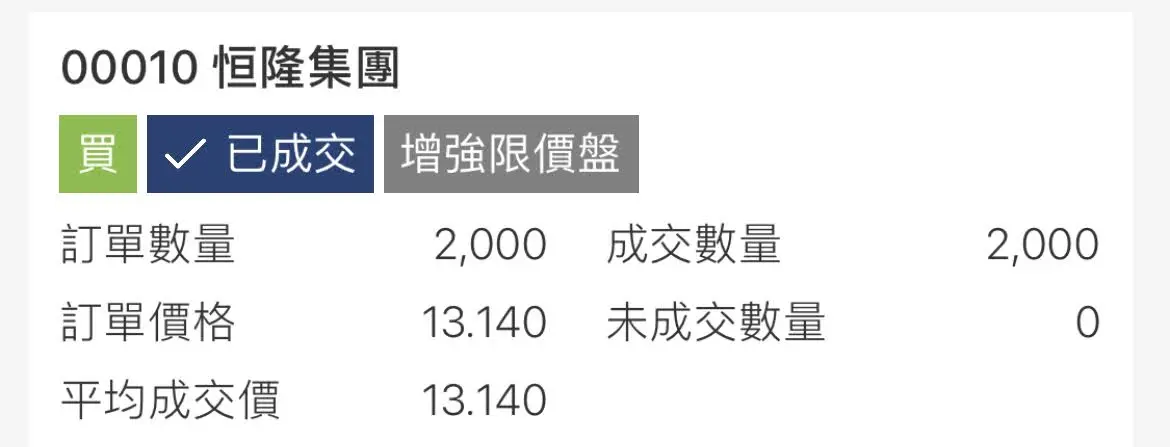 00010 恒隆集團
買 ✓ 已成交 增強限價盤
訂單數量 2,000 成交數量 2,000
訂單價格 13.140 未成交數量 0
平均成交價 13.140